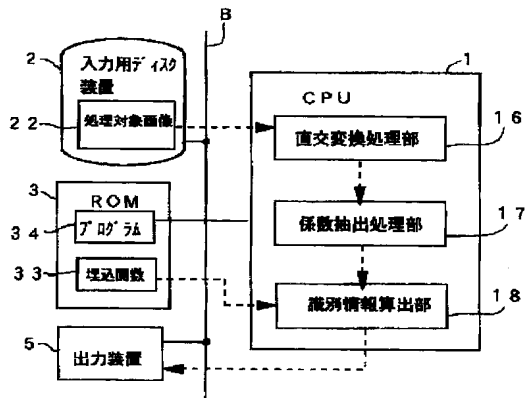 B
2
入力用ディスク
装置
22
処理対象画像
1
CPU
直交変換処理部
16
3
ROM
34
プログラム
33
埋込関数
係数抽出処理部
17
識別情報算出部
18
5
出力装置